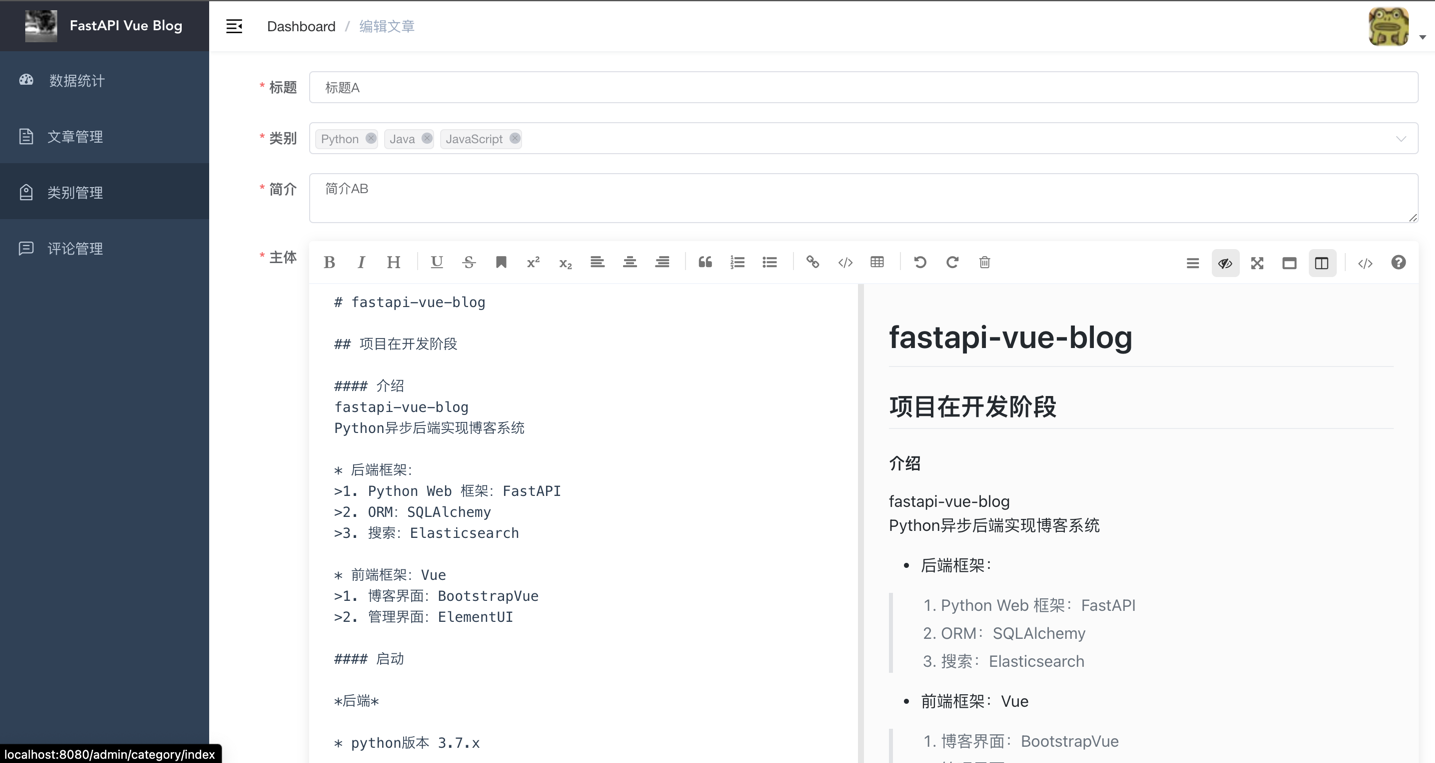 FastAPI Vue Blog
Dashboard / 编辑文章
数据统计
文章管理
类别管理
评论管理
* 标题 标题A
* 类别 Python Java JavaScript
* 简介 简介AB
* 主体
B I H U S x² x₂
# fastapi-vue-blog
## 项目在开发阶段
#### 介绍
fastapi-vue-blog
Python异步后端实现博客系统
* 后端框架:
>1. Python Web 框架: FastAPI
>2. ORM: SQLAlchemy
>3. 搜索: Elasticsearch
* 前端框架: Vue
>1. 博客界面: BootstrapVue
>2. 管理界面: ElementUI
#### 启动
*后端*
* python版本 3.7.x
fastapi-vue-blog
项目在开发阶段
介绍
fastapi-vue-blog
Python异步后端实现博客系统
• 后端框架:
1. Python Web 框架: FastAPI
2. ORM: SQLAlchemy
3. 搜索: Elasticsearch
• 前端框架: Vue
1. 博客界面: BootstrapVue
localhost:8080/admin/category/index